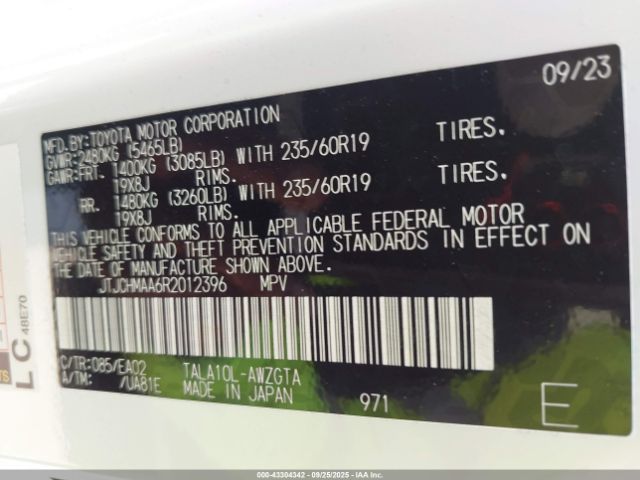 09/23
MFD.BY:TOYOTA MOTOR CORPORATION
GVWR:2480KG (5465LB)
GAWR:FRT. 1400KG (3085LB) WITH 235/60R19 TIRES.
19X8J RIMS.
RR. 1480KG (3260LB) WITH 235/60R19 TIRES.
19X8J RIMS.
THIS VEHICLE CONFORMS TO ALL APPLICABLE FEDERAL MOTOR
VEHICLE SAFETY AND THEFT PREVENTION STANDARDS IN EFFECT ON
THE DATE OF MANUFACTURE SHOWN ABOVE.
JTJCHMAA6R2012396 MPV
C/TR:085/EA02 TALA10L-AWZGTA
A/TM: /UA81E MADE IN JAPAN 971
E
LC 48E70
000-43304342 | 09/25/2025 | IAAI.com